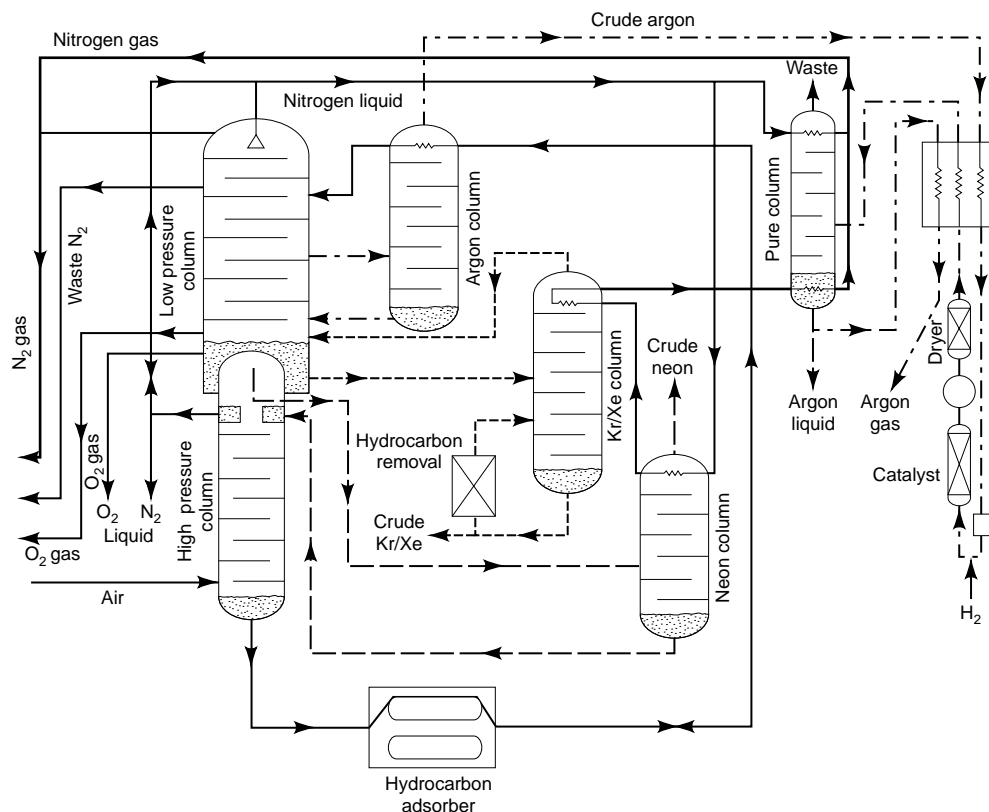 Crude argon
Nitrogen gas
Waste
Nitrogen liquid
Low pressure
column
Argon column
Pure column
Waste N2
N2 gas
Kr/Xe column
Crude
neon
Dryer
Argon
liquid
Argon
gas
Hydrocarbon
removal
Catalyst
O2 gas
O2
N2
Liquid
High pressure
column
Crude
Kr/Xe
Neon column
O2 gas
Air
H2
Hydrocarbon
adsorber